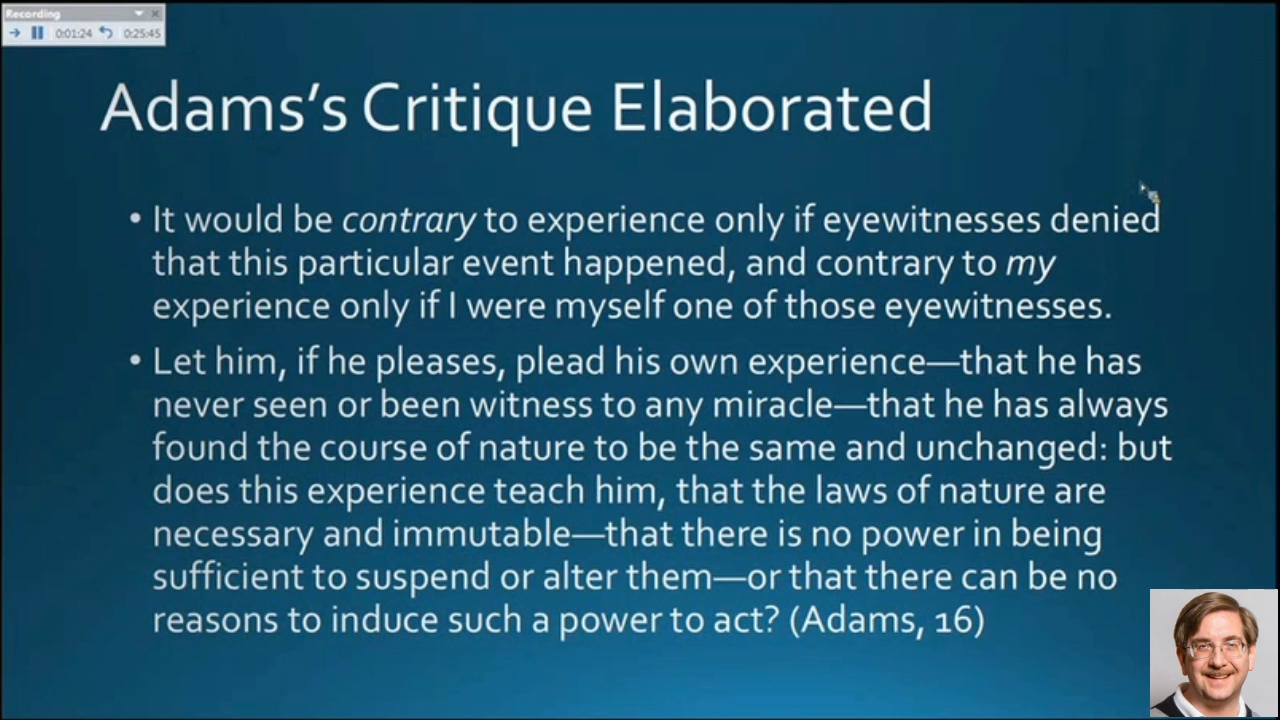 Recording
0:01:24 0:25:45
Adams’s Critique Elaborated
• It would be contrary to experience only if eyewitnesses denied
that this particular event happened, and contrary to my
experience only if I were myself one of those eyewitnesses.
• Let him, if he pleases, plead his own experience—that he has
never seen or been witness to any miracle—that he has always
found the course of nature to be the same and unchanged: but
does this experience teach him, that the laws of nature are
necessary and immutable—that there is no power in being
sufficient to suspend or alter them—or that there can be no
reasons to induce such a power to act? (Adams, 16)